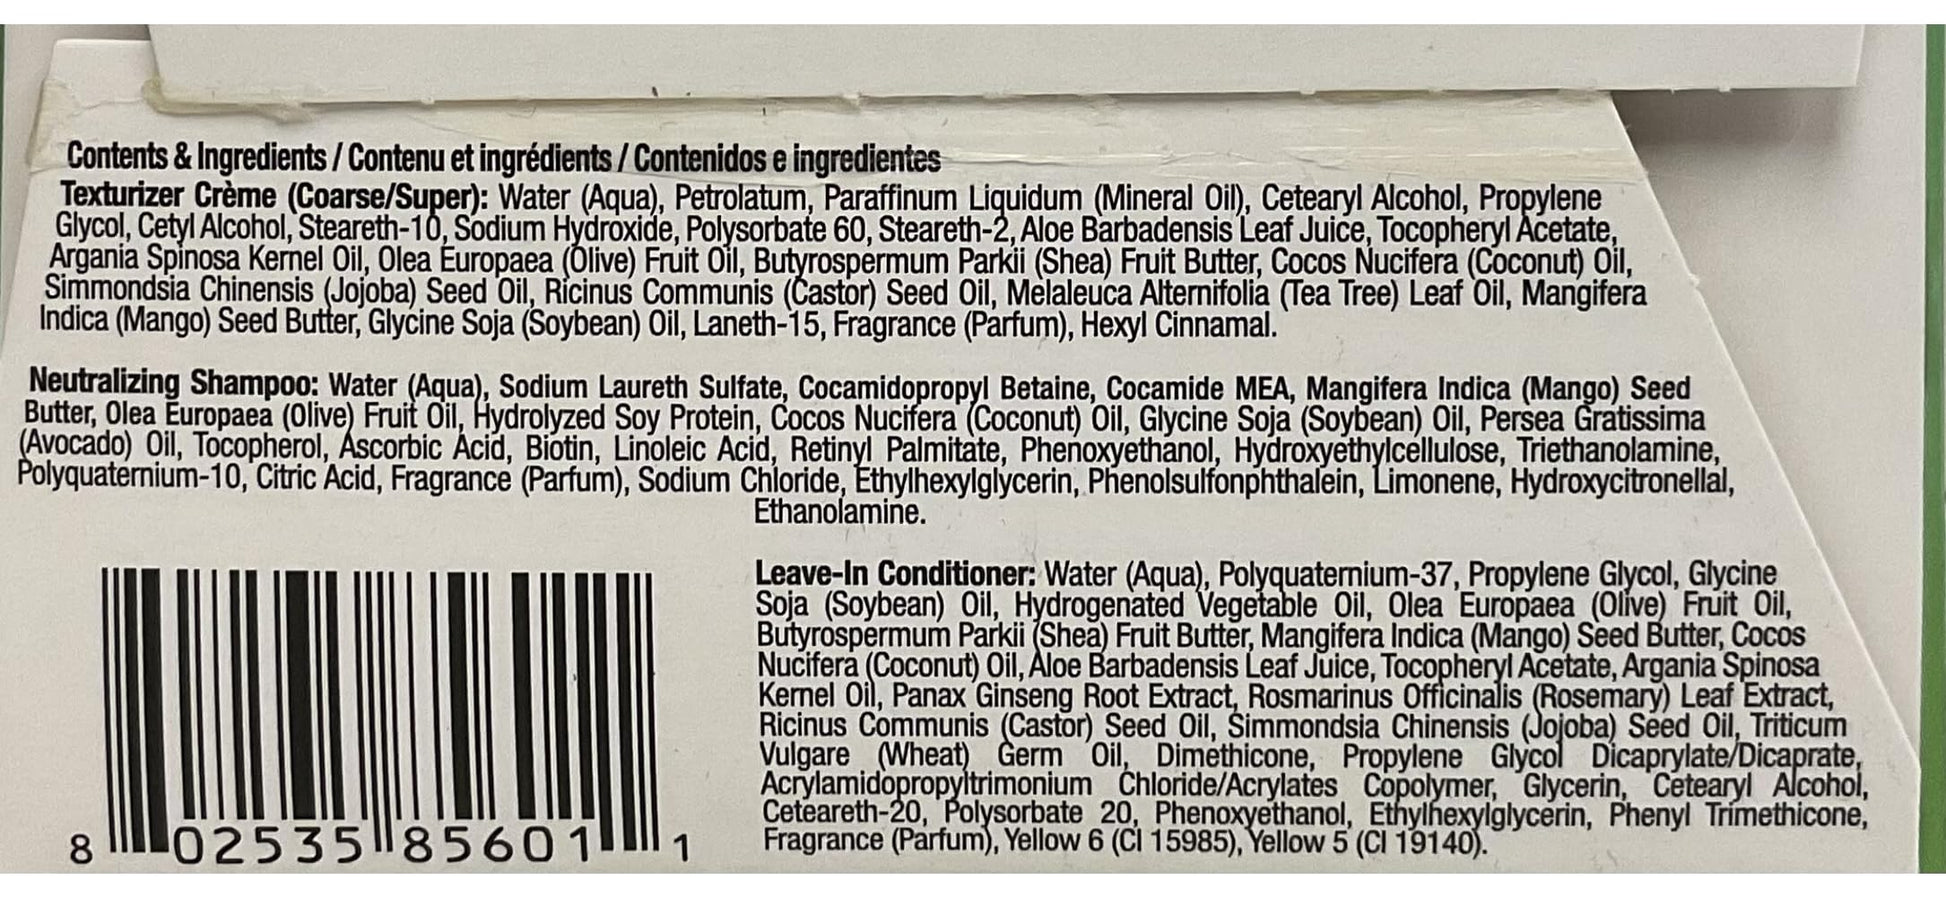 Contents & Ingredients / Contenu et ingrédients / Contenidos e ingredientes
Texturizer Crème (Coarse/Super): Water (Aqua), Petrolatum, Paraffinum Liquidum (Mineral Oil), Cetearyl Alcohol, Propylene
Glycol, Cetyl Alcohol, Steareth-10, Sodium Hydroxide, Polysorbate 60, Steareth-2, Aloe Barbadensis Leaf Juice, Tocopheryl Acetate,
Argania Spinosa Kernel Oil, Olea Europaea (Olive) Fruit Oil, Butyrospermum Parkii (Shea) Fruit Butter, Cocos Nucifera (Coconut) Oil,
Simmondsia Chinensis (Jojoba) Seed Oil, Ricinus Communis (Castor) Seed Oil, Melaleuca Alternifolia (Tea Tree) Leaf Oil, Mangifera
Indica (Mango) Seed Butter, Glycine Soja (Soybean) Oil, Laneth-15, Fragrance (Parfum), Hexyl Cinnamal.
Neutralizing Shampoo: Water (Aqua), Sodium Laureth Sulfate, Cocamidopropyl Betaine, Cocamide MEA, Mangifera Indica (Mango) Seed
Butter, Olea Europaea (Olive) Fruit Oil, Hydrolyzed Soy Protein, Cocos Nucifera (Coconut) Oil, Glycine Soja (Soybean) Oil, Persea Gratissima
(Avocado) Oil, Tocopherol, Ascorbic Acid, Biotin, Linoleic Acid, Retinyl Palmitate, Phenoxyethanol, Hydroxyethylcellulose, Triethanolamine,
Polyquaternium-10, Citric Acid, Fragrance (Parfum), Sodium Chloride, Ethylhexylglycerin, Phenolsulfonphthalein, Limonene, Hydroxycitronellal,
Ethanolamine.
Leave-In Conditioner: Water (Aqua), Polyquaternium-37, Propylene Glycol, Glycine
Soja (Soybean) Oil, Hydrogenated Vegetable Oil, Olea Europaea (Olive) Fruit Oil,
Butyrospermum Parkii (Shea) Fruit Butter, Mangifera Indica (Mango) Seed Butter, Cocos
Nucifera (Coconut) Oil, Aloe Barbadensis Leaf Juice, Tocopheryl Acetate, Argania Spinosa
Kernel Oil, Panax Ginseng Root Extract, Rosmarinus Officinalis (Rosemary) Leaf Extract,
Ricinus Communis (Castor) Seed Oil, Simmondsia Chinensis (Jojoba) Seed Oil, Triticum
Vulgare (Wheat) Germ Oil, Dimethicone, Propylene Glycol Dicaprylate/Dicaprate,
Acrylamidopropyltrimonium Chloride/Acrylates Copolymer, Glycerin, Cetearyl Alcohol,
Ceteareth-20, Polysorbate 20, Phenoxyethanol, Ethylhexylglycerin, Phenyl Trimethicone,
Fragrance (Parfum), Yellow 6 (CI 15985), Yellow 5 (CI 19140).
8 02535 85601 1